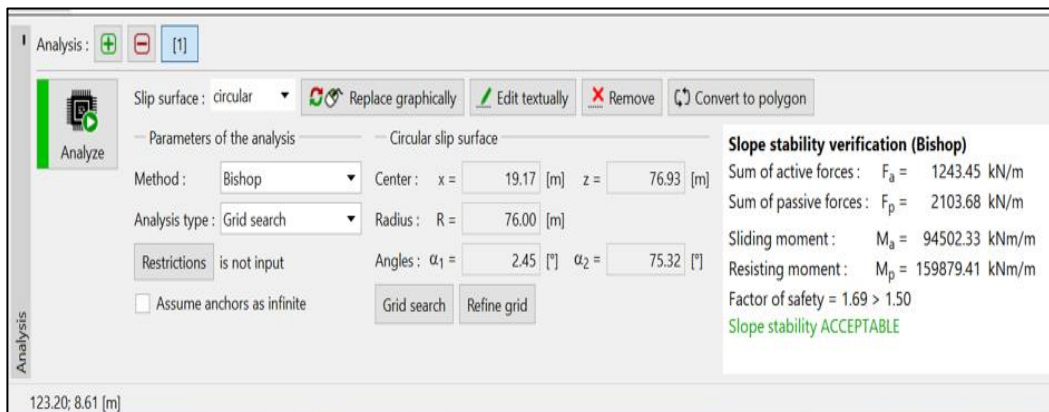 Analysis : [1]
Analyze
Slip surface : circular Replace graphically Edit textually Remove Convert to polygon
Parameters of the analysis
Method : Bishop
Analysis type : Grid search
Restrictions is not input
Assume anchors as infinite
Circular slip surface
Center : x = 19.17 [m] z = 76.93 [m]
Radius : R = 76.00 [m]
Angles : α1 = 2.45 [°] α2 = 75.32 [°]
Grid search Refine grid
Slope stability verification (Bishop)
Sum of active forces : Fa = 1243.45 kN/m
Sum of passive forces : Fp = 2103.68 kN/m
Sliding moment : Ma = 94502.33 kNm/m
Resisting moment : Mp = 159879.41 kNm/m
Factor of safety = 1.69 > 1.50
Slope stability ACCEPTABLE
Analysis
123.20; 8.61 [m]